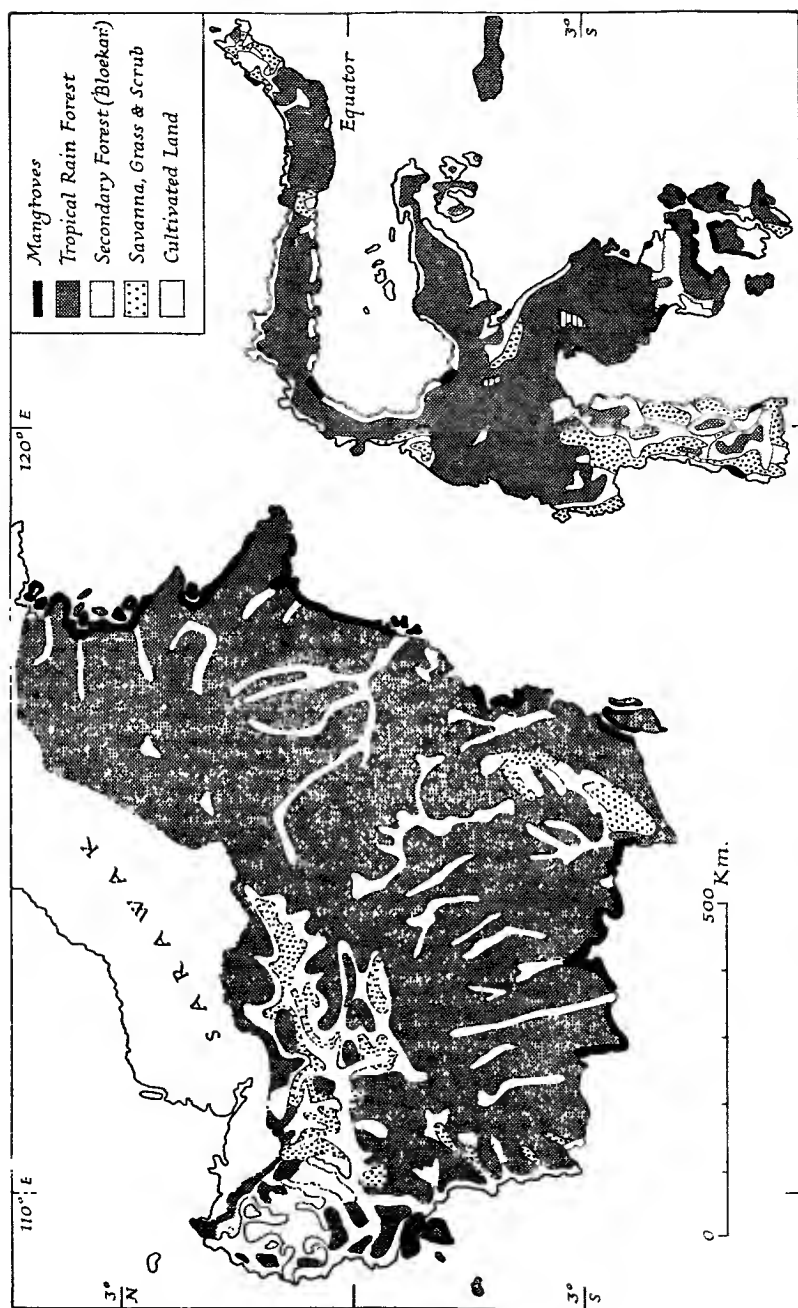 Mangroves
Tropical Rain Forest
Secondary Forest (Bloekar)
Savanna, Grass & Scrub
Cultivated Land
120° E
110° E
3° N
Equator
3° S
3° S
SARAWAK
0 500 Km.